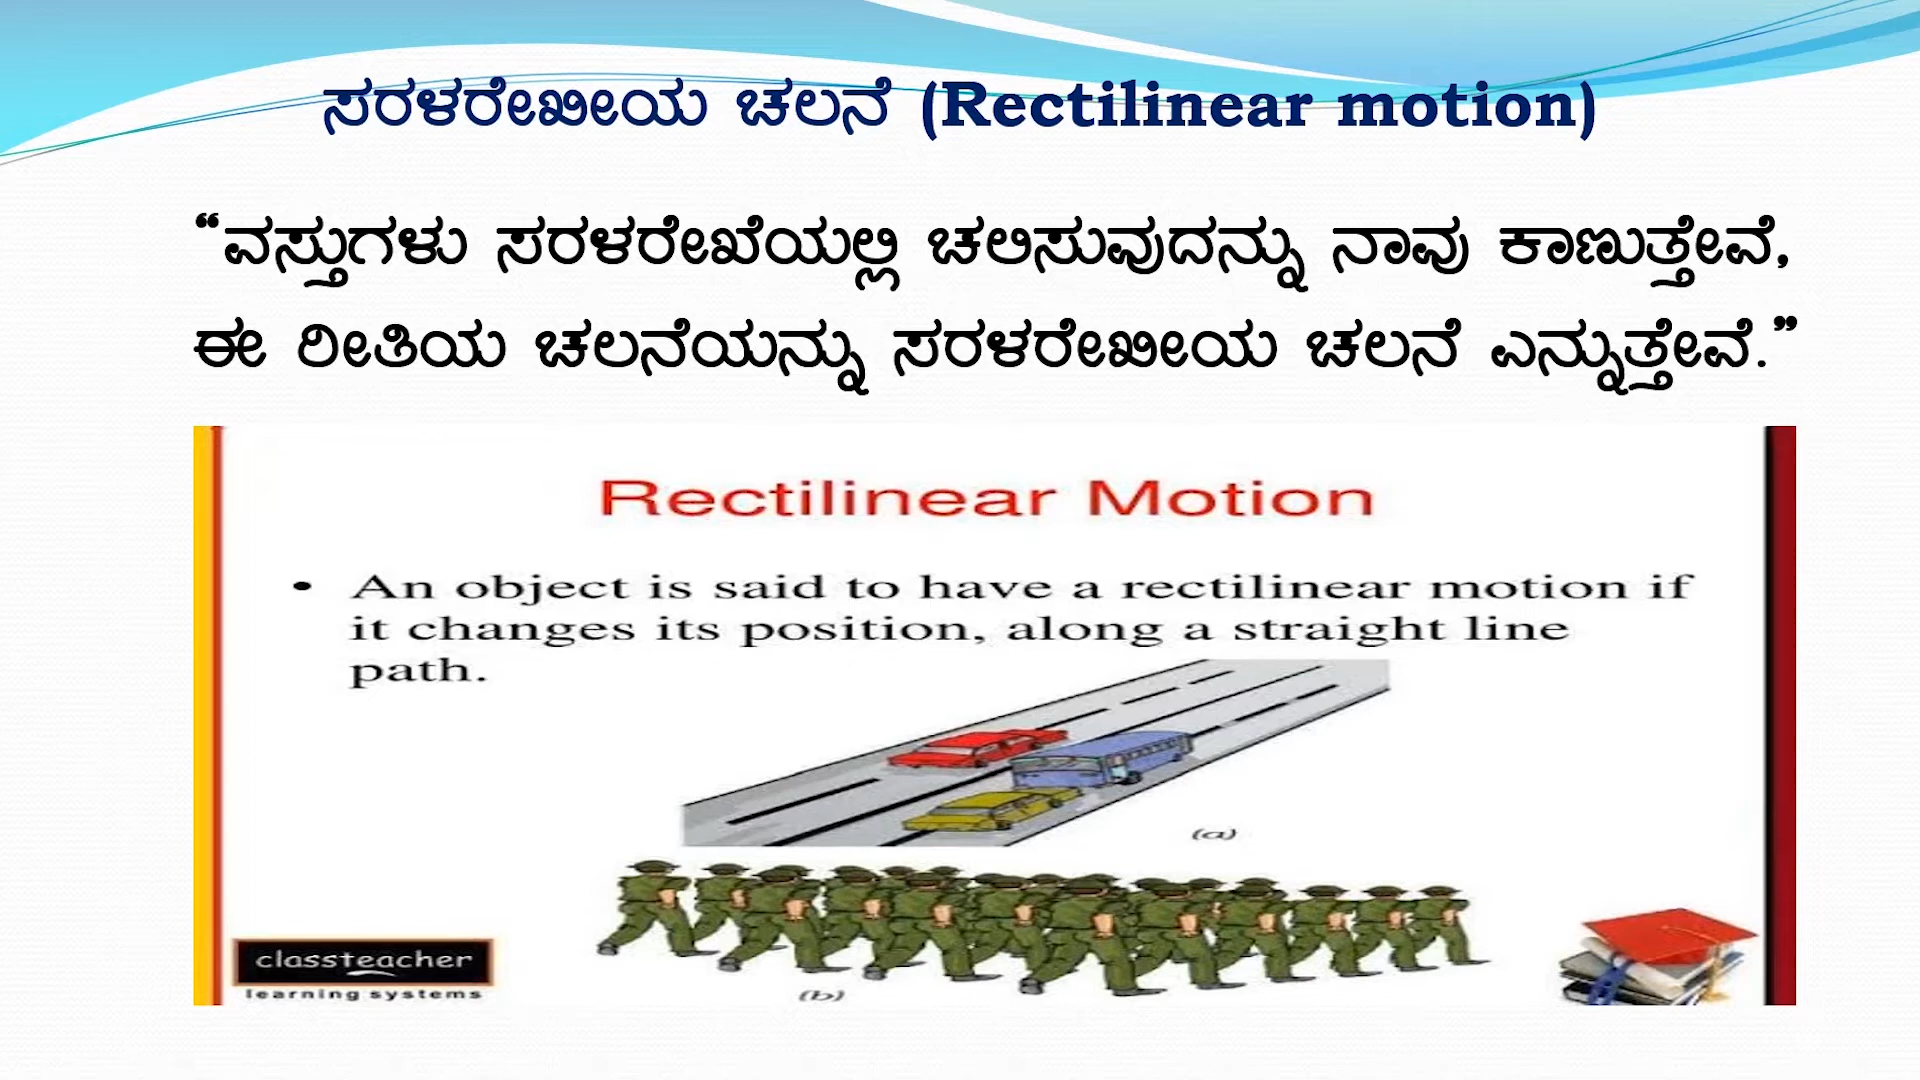 ಸರಳರೇಖೀಯ ಚಲನೆ (Rectilinear motion)
“ವಸ್ತುಗಳು ಸರಳರೇಖೆಯಲ್ಲಿ ಚಲಿಸುವುದನ್ನು ನಾವು ಕಾಣುತ್ತೇವೆ,
ಈ ರೀತಿಯ ಚಲನೆಯನ್ನು ಸರಳರೇಖೀಯ ಚಲನೆ ಎನ್ನುತ್ತೇವೆ.”
Rectilinear Motion
• An object is said to have a rectilinear motion if
it changes its position, along a straight line
path.
(a)
(b)
classteacher
learning systems